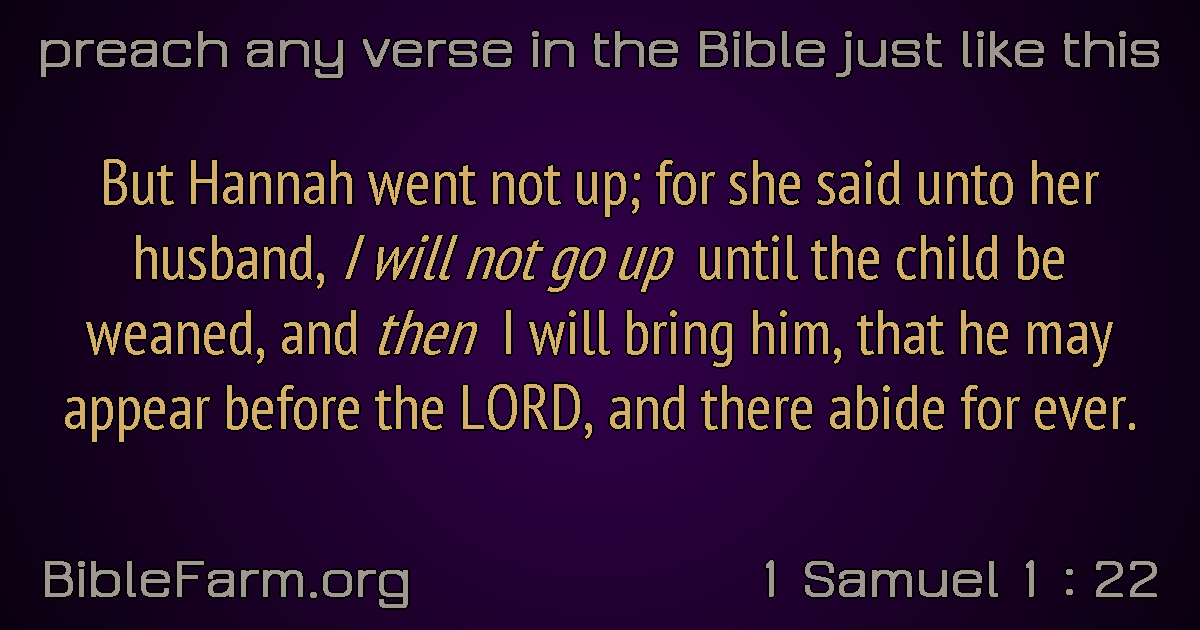 preach any verse in the Bible just like this
But Hannah went not up; for she said unto her
husband, I will not go up until the child be
weaned, and then I will bring him, that he may
appear before the LORD, and there abide for ever.
BibleFarm.org
1 Samuel 1 : 22